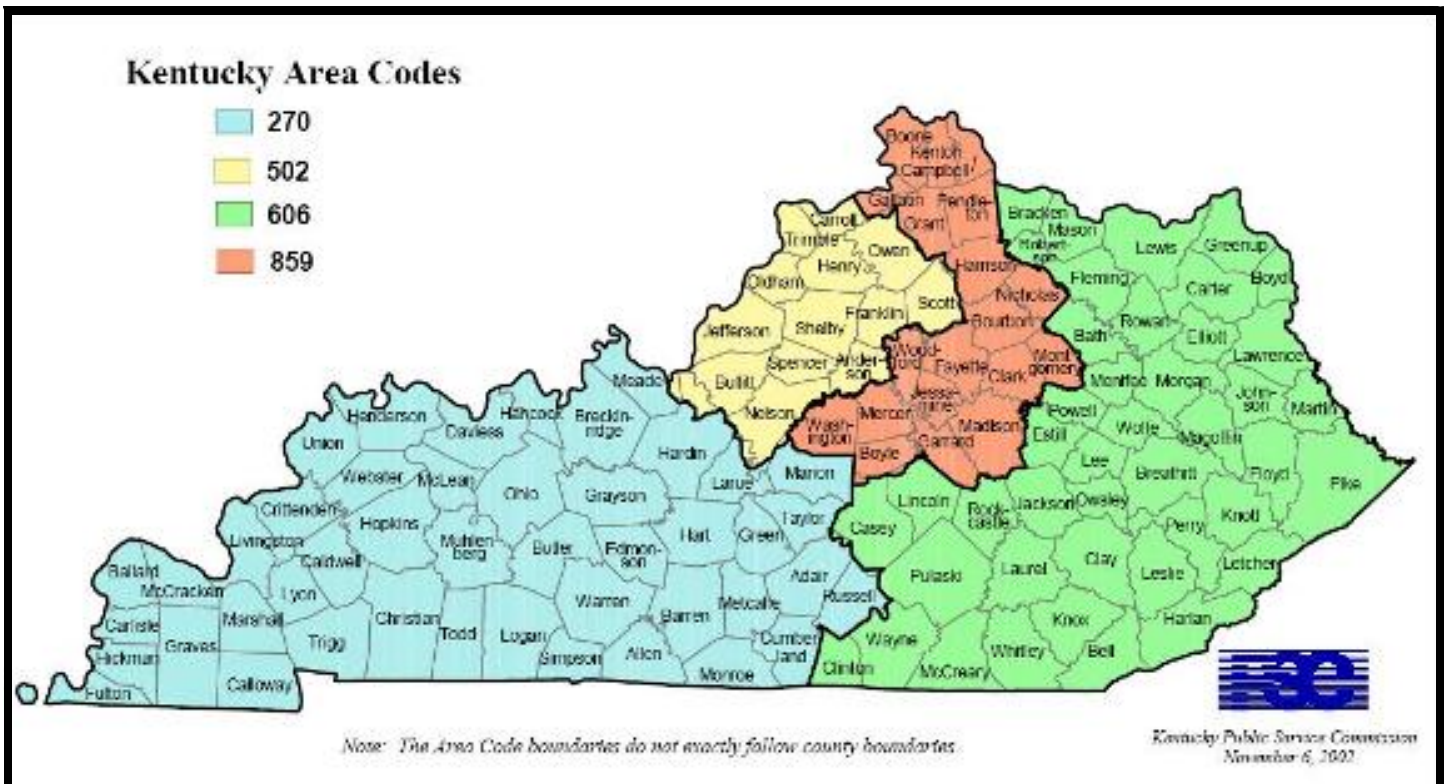 Kentucky Area Codes
270
502
606
859
Boone
Kenton
Campbell
Gallatin
Grant
Pendle-
ton
Bracken
Mason
Robert-
son
Lewis
Greenup
Carroll
Trimble
Owen
Henry
Harrison
Fleming
Boyd
Carter
Oldham
Nicholas
Scott
Franklin
Bourbon
Rowan
Elliott
Jefferson
Shelby
Bath
Lawrence
Wood-
ford
Fayette
Mont-
gomery
Spencer
Ander-
son
Clark
Menifee
Morgan
Bullitt
Meade
Jessa-
mine
John-
son
Martin
Nelson
Mercer
Powell
Wolfe
Magoffin
Henderson
Hancock
Breckin-
ridge
Daviess
Wash-
ington
Madison
Estill
Union
Boyle
Garrard
Lee
Hardin
Webster
McLean
Larue
Marion
Breathitt
Floyd
Pike
Ohio
Grayson
Lincoln
Rock-
castle
Jackson
Owsley
Crittenden
Hopkins
Taylor
Casey
Perry
Knott
Livingston
Muhlen-
berg
Butler
Edmon-
son
Hart
Green
Caldwell
Clay
Letcher
Ballard
McCracken
Lyon
Adair
Pulaski
Laurel
Leslie
Warren
Metcalfe
Russell
Barren
Carlisle
Graves
Marshall
Trigg
Christian
Todd
Logan
Simpson
Allen
Cumber-
land
Wayne
Knox
Harlan
Hickman
Monroe
Clinton
McCreary
Whitley
Bell
Fulton
Calloway
Note: The Area Code boundaries do not exactly follow county boundaries
Kentucky Public Service Commission
November 6, 2002